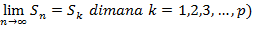 lim S_n = S_k dimana k = 1,2,3, …, p)
n→∞